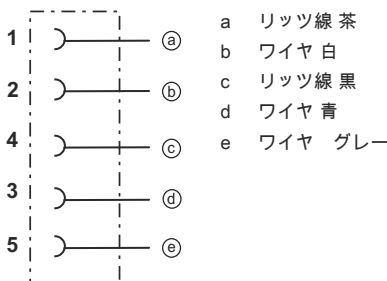 1 ⓐ
2 ⓑ
4 ⓒ
3 ⓓ
5 ⓔ
a リッツ線 茶
b ワイヤ 白
c リッツ線 黒
d ワイヤ 青
e ワイヤ　グレー